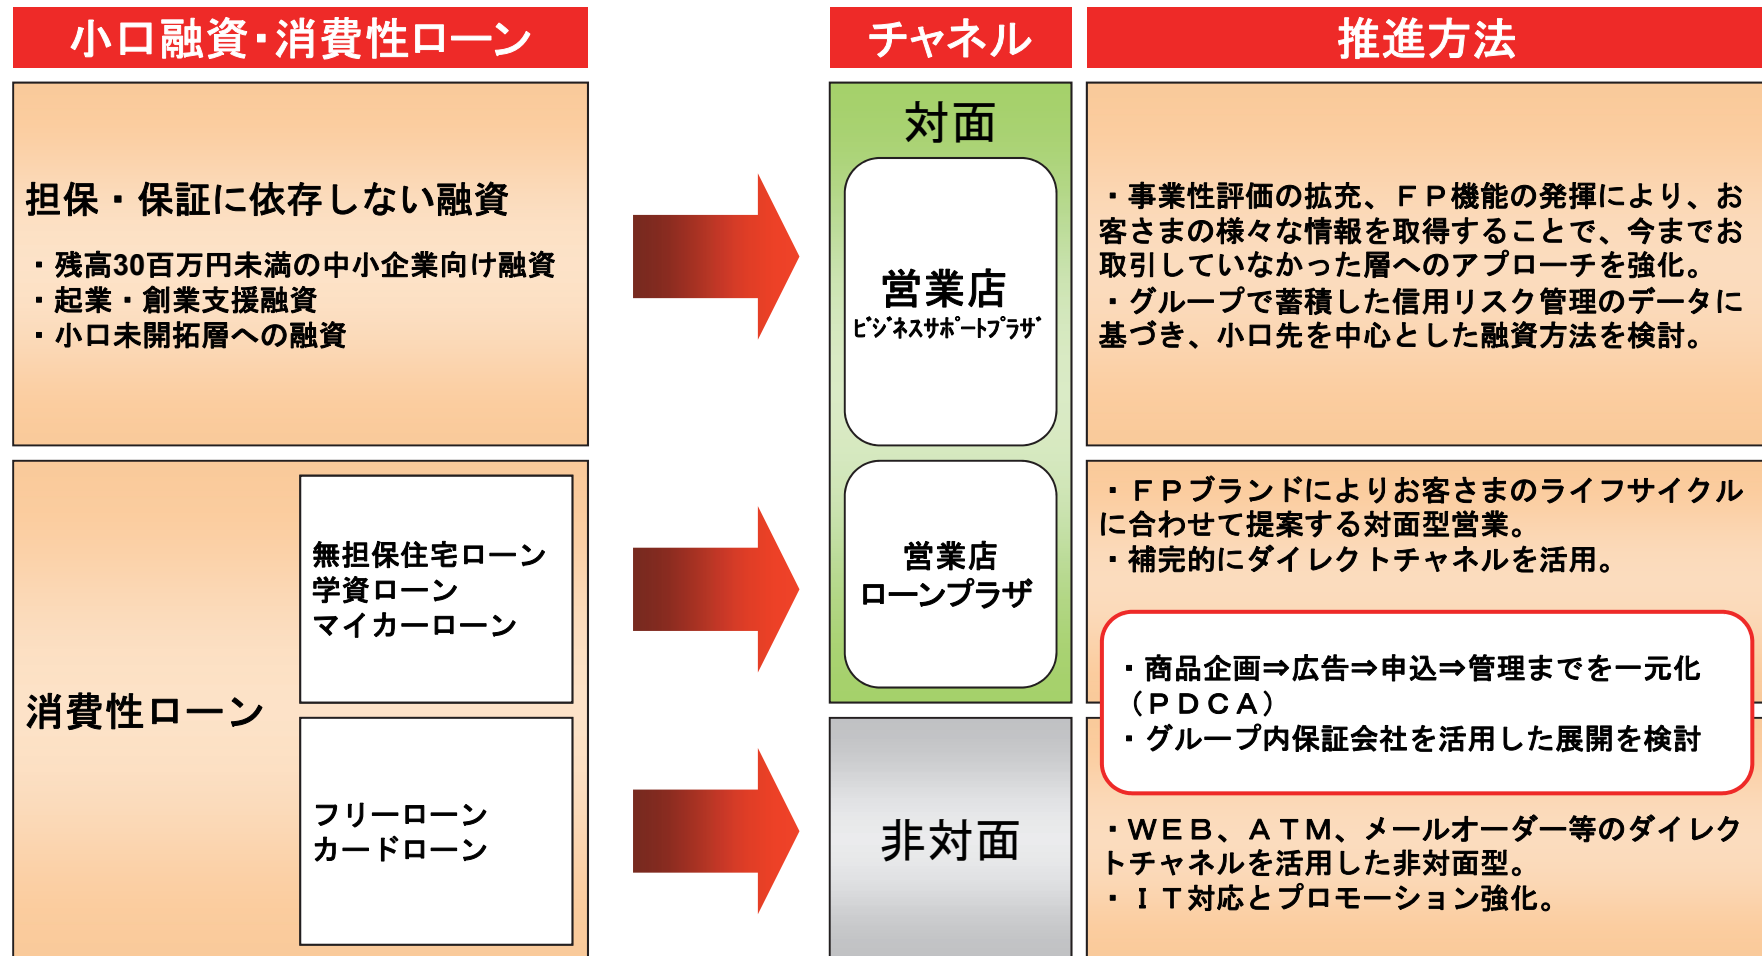 小口融資・消費性ローン
チャネル
推進方法
担保・保証に依存しない融資
・残高30百万円未満の中小企業向け融資
・起業・創業支援融資
・小口未開拓層への融資
対面
営業店
ﾋﾞｼﾞﾈｽｻﾎﾟｰﾄﾌﾟﾗｻﾞ
・事業性評価の拡充、ＦＰ機能の発揮により、お
客さまの様々な情報を取得することで、今までお
取引していなかった層へのアプローチを強化。
・グループで蓄積した信用リスク管理のデータに
基づき、小口先を中心とした融資方法を検討。
消費性ローン
無担保住宅ローン
学資ローン
マイカーローン
営業店
ローンプラザ
・ＦＰブランドによりお客さまのライフサイクル
に合わせて提案する対面型営業。
・補完的にダイレクトチャネルを活用。
・商品企画⇒広告⇒申込⇒管理までを一元化
（ＰＤＣＡ）
・グループ内保証会社を活用した展開を検討
フリーローン
カードローン
非対面
・ＷＥＢ、ＡＴＭ、メールオーダー等のダイレク
トチャネルを活用した非対面型。
・ＩＴ対応とプロモーション強化。